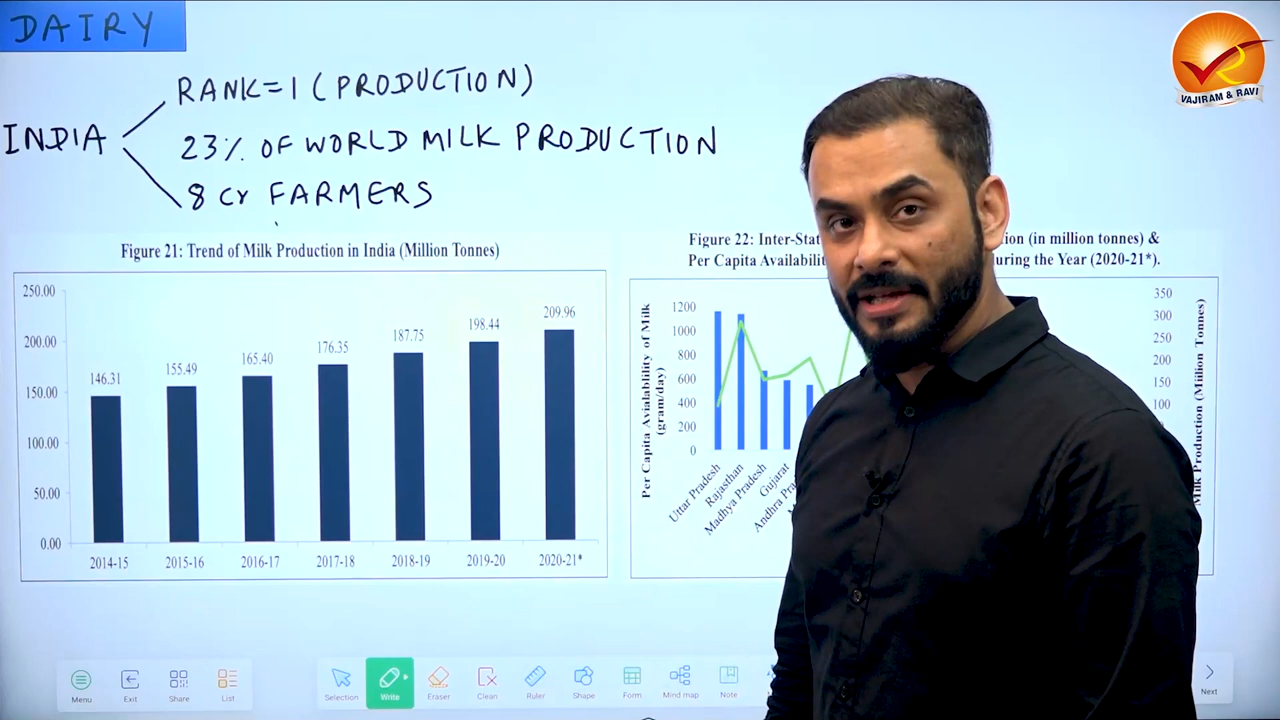 DAIRY
VAJIRAM & RAVI
INDIA
RANK=1 (PRODUCTION)
23% OF WORLD MILK PRODUCTION
8 Cr FARMERS
Figure 21: Trend of Milk Production in India (Million Tonnes)
250.00
200.00
150.00
100.00
50.00
0.00
146.31
155.49
165.40
176.35
187.75
198.44
209.96
2014-15
2015-16
2016-17
2017-18
2018-19
2019-20
2020-21*
Figure 22: Inter-Stat ion (in million tonnes) &
Per Capita Availabilit uring the Year (2020-21*).
Per Capita Avialablility of Milk
(gram/day)
1200
1000
800
600
400
200
0
Uttar Pradesh
Rajasthan
Madhya Pradesh
Gujarat
Andhra Pra
350
300
250
200
150
100
Milk Production (Million Tonnes)
Menu
Exit
Share
List
Selection
Write
Eraser
Clean
Ruler
Shape
Form
Mind map
Note
Next